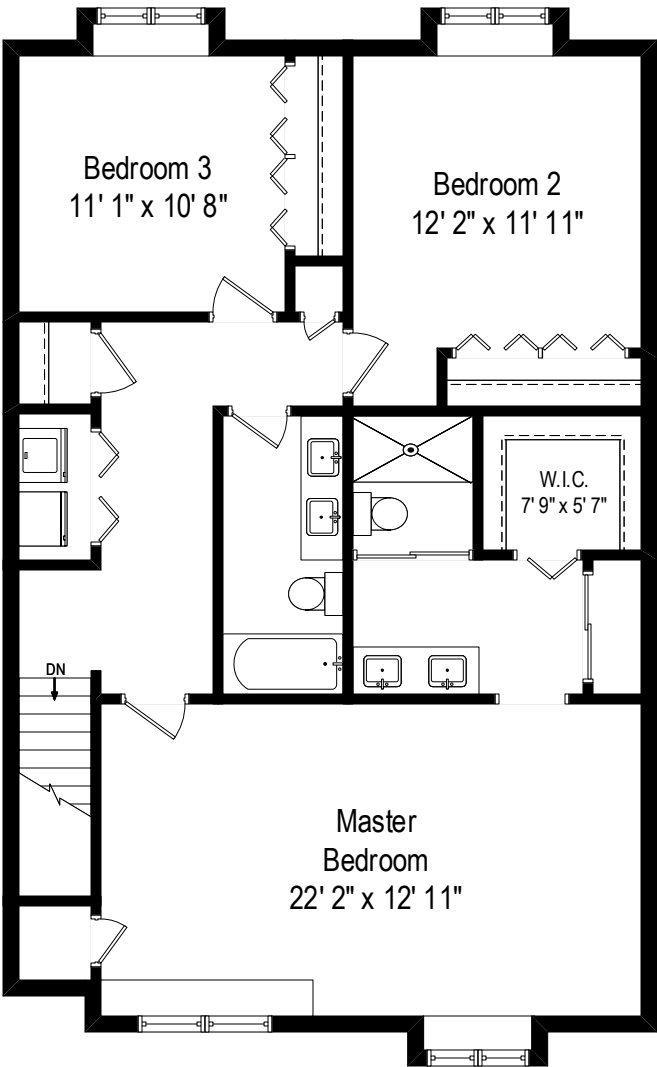 Bedroom 3
11' 1" x 10' 8"
Bedroom 2
12' 2" x 11' 11"
W.I.C.
7' 9" x 5' 7"
DN
Master
Bedroom
22' 2" x 12' 11"